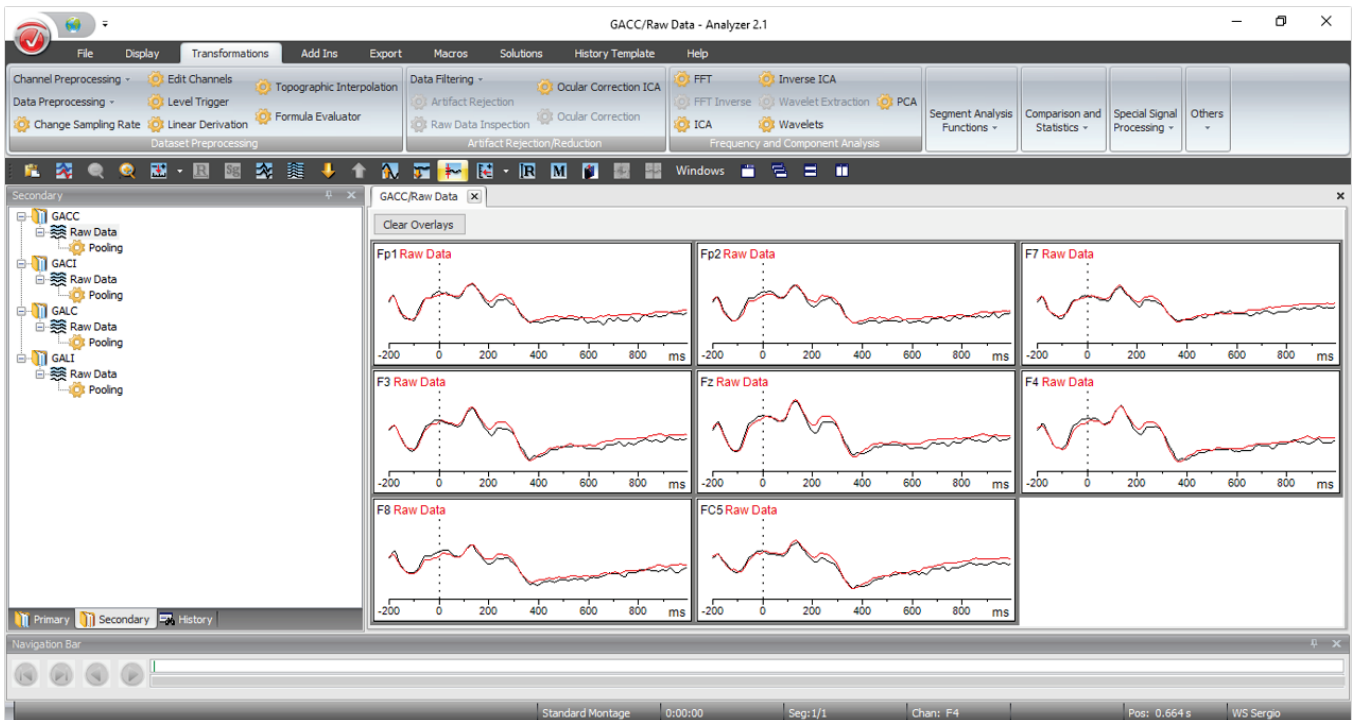 GACC/Raw Data - Analyzer 2.1
File Display Transformations Add Ins Export Macros Solutions History Template Help
Channel Preprocessing Edit Channels Topographic Interpolation Data Filtering Ocular Correction ICA FFT Inverse ICA
Data Preprocessing Level Trigger Formula Evaluator Artifact Rejection Ocular Correction FFT Inverse Wavelet Extraction PCA
Change Sampling Rate Linear Derivation Raw Data Inspection ICA Wavelets
Segment Analysis Functions Comparison and Statistics Special Signal Processing Others
Dataset Preprocessing Artifact Rejection/Reduction Frequency and Component Analysis
R Sg R M Windows
Secondary
GACC/Raw Data
Clear Overlays
GACC
Raw Data
Pooling
GACI
Raw Data
Pooling
GALC
Raw Data
Pooling
GALI
Raw Data
Pooling
Primary Secondary History
Fp1 Raw Data
-200 0 200 400 600 800 ms
Fp2 Raw Data
-200 0 200 400 600 800 ms
F7 Raw Data
-200 0 200 400 600 800 ms
F3 Raw Data
-200 0 200 400 600 800 ms
Fz Raw Data
-200 0 200 400 600 800 ms
F4 Raw Data
-200 0 200 400 600 800 ms
F8 Raw Data
-200 0 200 400 600 800 ms
FC5 Raw Data
-200 0 200 400 600 800 ms
Navigation Bar
Standard Montage 0:00:00 Seg:1/1 Chan: F4 Pos: 0.664 s WS Sergio